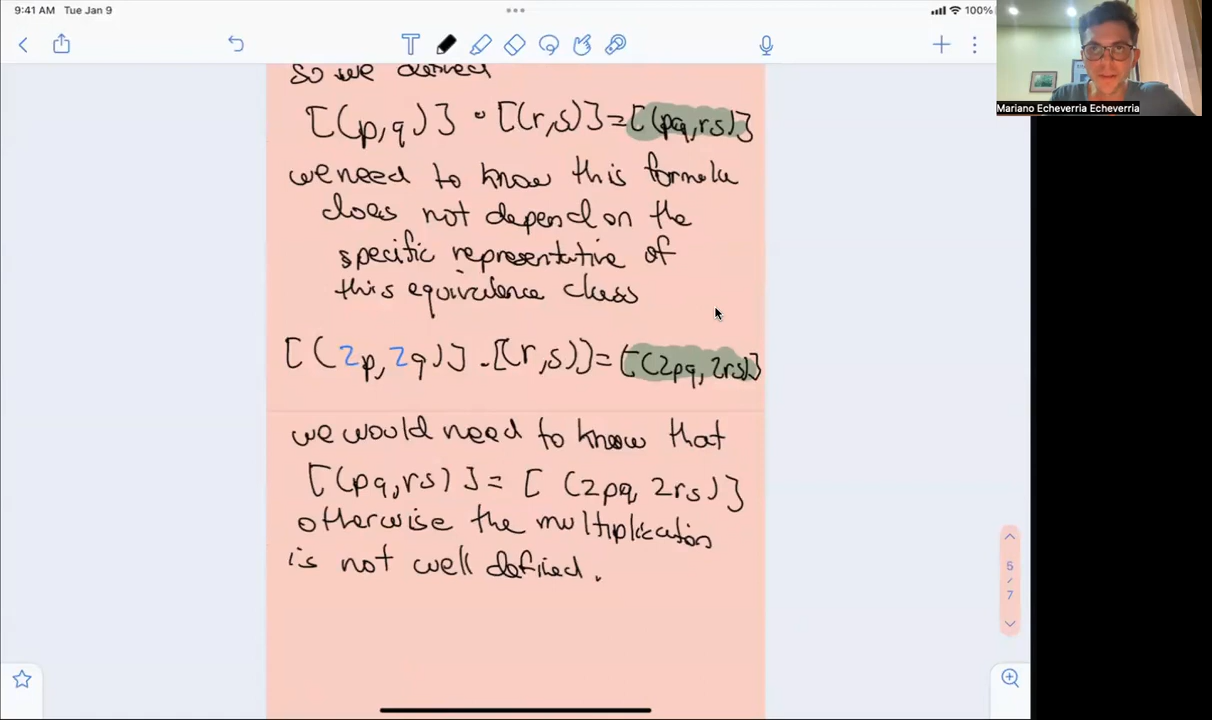 9:41 AM Tue Jan 9
100%
Mariano Echeverria Echeverria
so we defined
[(p,q)] · [(r,s)] = [(pq,rs)]
we need to know this formula
does not depend on the
specific representative of
this equivalence class
[(2p,2q)] · [(r,s)] = [(2pq, 2rs)]
we would need to know that
[(pq,rs)] = [(2pq, 2rs)]
otherwise the multiplication
is not well defined.
5
/
7